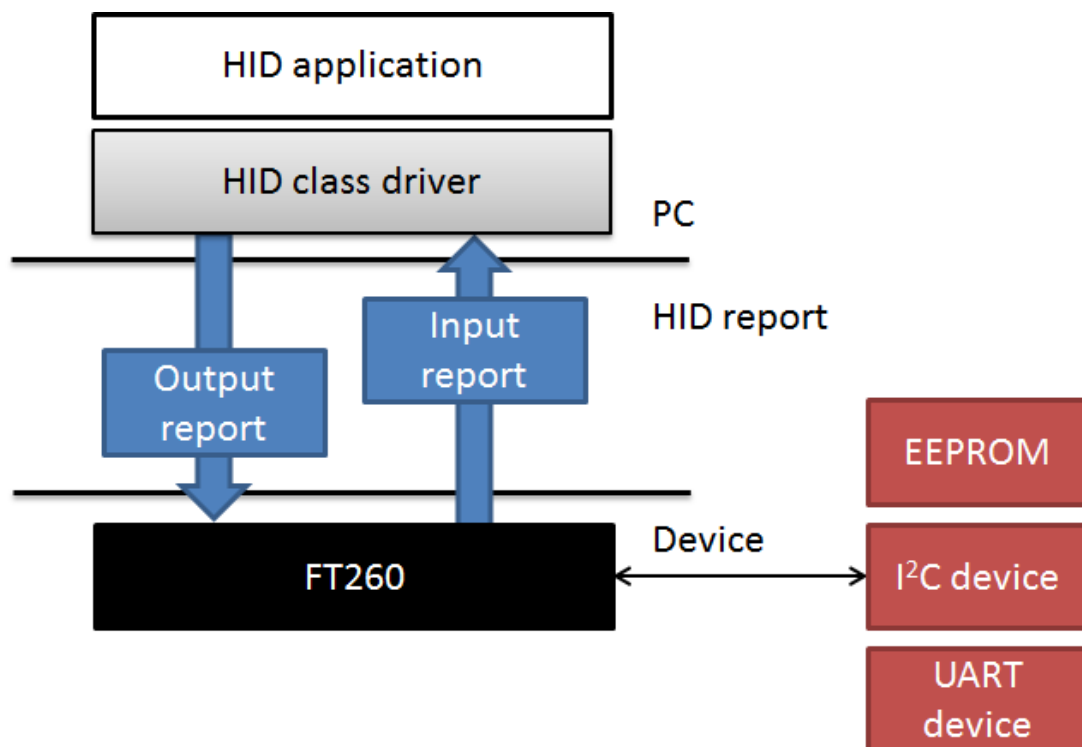 HID application
HID class driver
PC
HID report
Input
report
Output
report
EEPROM
Device
FT260
I²C device
UART
device